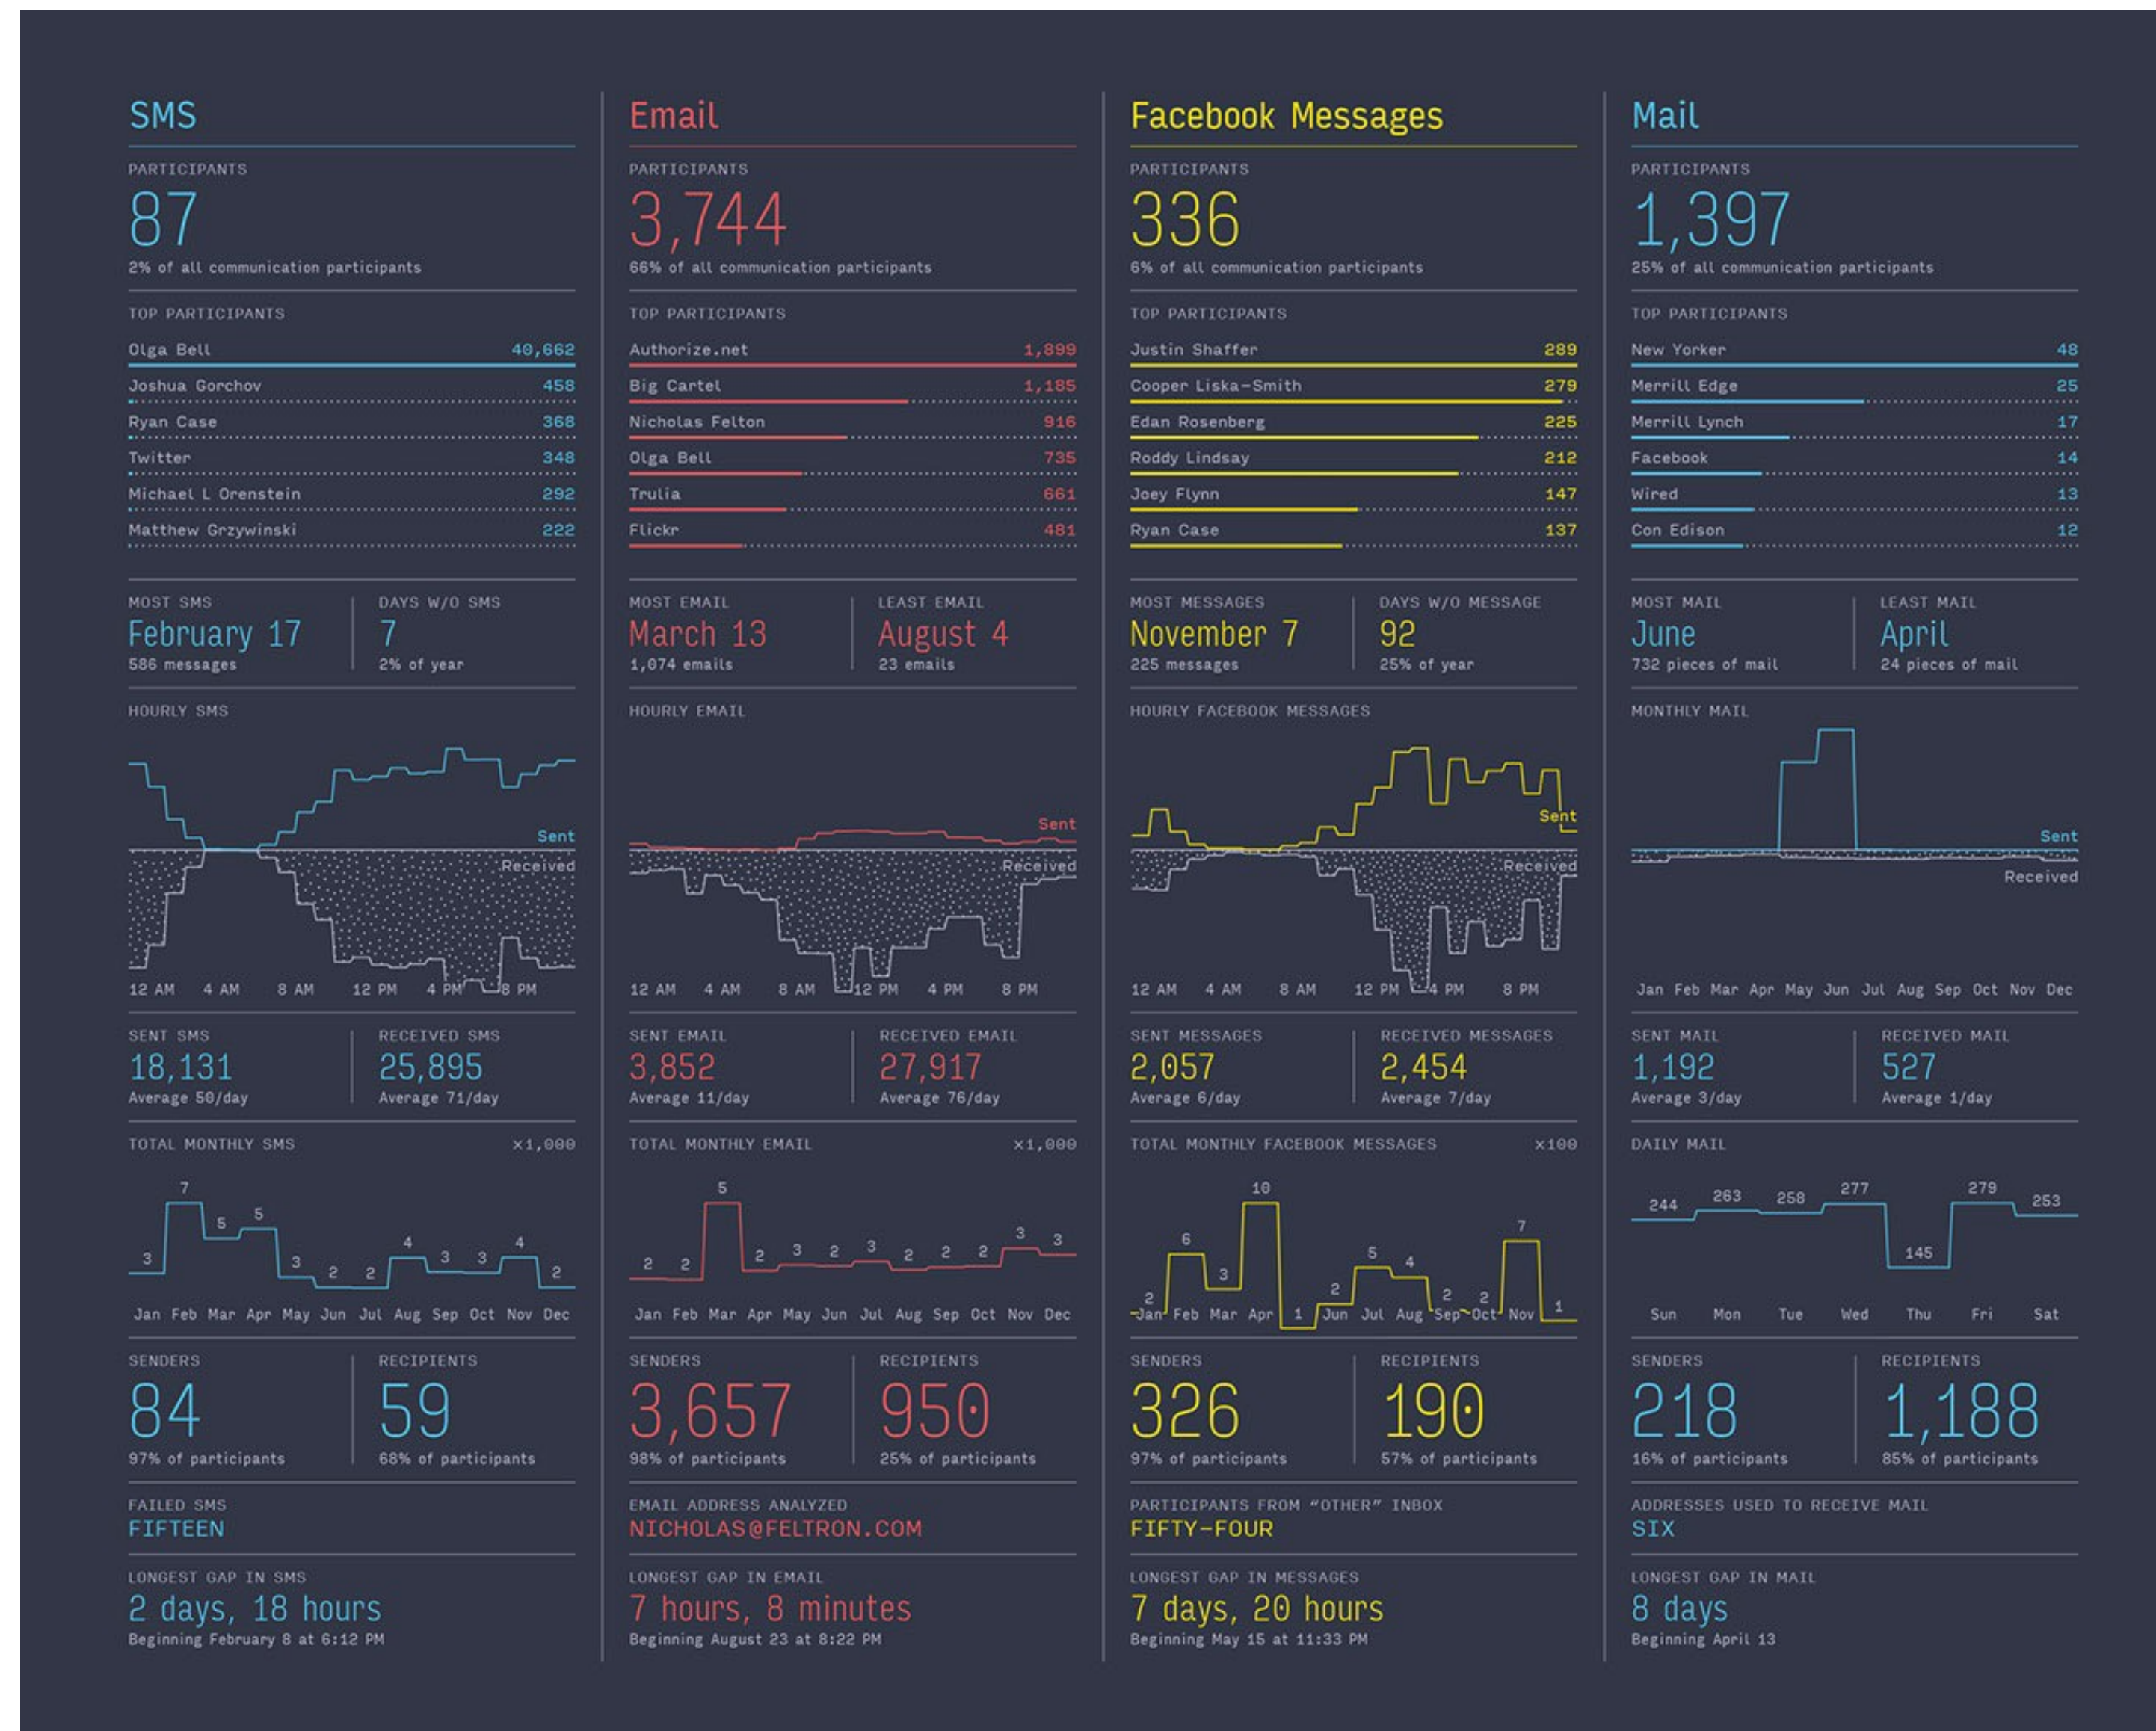 SMS
PARTICIPANTS
87
2% of all communication participants
TOP PARTICIPANTS
Olga Bell 40,662
Joshua Gorchov 458
Ryan Case 368
Twitter 348
Michael L Orenstein 292
Matthew Grzywinski 222
MOST SMS
February 17
586 messages
DAYS W/O SMS
7
2% of year
HOURLY SMS
Sent
Received
12 AM 4 AM 8 AM 12 PM 4 PM 8 PM
SENT SMS
18,131
Average 50/day
RECEIVED SMS
25,895
Average 71/day
TOTAL MONTHLY SMS ×1,000
3 7 5 5 3 2 2 4 3 3 4 2
Jan Feb Mar Apr May Jun Jul Aug Sep Oct Nov Dec
SENDERS
84
97% of participants
RECIPIENTS
59
68% of participants
FAILED SMS
FIFTEEN
LONGEST GAP IN SMS
2 days, 18 hours
Beginning February 8 at 6:12 PM
Email
PARTICIPANTS
3,744
66% of all communication participants
TOP PARTICIPANTS
Authorize.net 1,899
Big Cartel 1,185
Nicholas Felton 916
Olga Bell 735
Trulia 661
Flickr 481
MOST EMAIL
March 13
1,074 emails
LEAST EMAIL
August 4
23 emails
HOURLY EMAIL
Sent
Received
12 AM 4 AM 8 AM 12 PM 4 PM 8 PM
SENT EMAIL
3,852
Average 11/day
RECEIVED EMAIL
27,917
Average 76/day
TOTAL MONTHLY EMAIL ×1,000
2 2 5 2 3 2 3 2 2 2 3 3
Jan Feb Mar Apr May Jun Jul Aug Sep Oct Nov Dec
SENDERS
3,657
98% of participants
RECIPIENTS
950
25% of participants
EMAIL ADDRESS ANALYZED
NICHOLAS@FELTRON.COM
LONGEST GAP IN EMAIL
7 hours, 8 minutes
Beginning August 23 at 8:22 PM
Facebook Messages
PARTICIPANTS
336
6% of all communication participants
TOP PARTICIPANTS
Justin Shaffer 289
Cooper Liska-Smith 279
Edan Rosenberg 225
Roddy Lindsay 212
Joey Flynn 147
Ryan Case 137
MOST MESSAGES
November 7
225 messages
DAYS W/O MESSAGE
92
25% of year
HOURLY FACEBOOK MESSAGES
Sent
Received
12 AM 4 AM 8 AM 12 PM 4 PM 8 PM
SENT MESSAGES
2,057
Average 6/day
RECEIVED MESSAGES
2,454
Average 7/day
TOTAL MONTHLY FACEBOOK MESSAGES ×100
2 6 3 10 1 2 5 4 2 2 7 1
Jan Feb Mar Apr Jun Jul Aug Sep Oct Nov
SENDERS
326
97% of participants
RECIPIENTS
190
57% of participants
PARTICIPANTS FROM “OTHER” INBOX
FIFTY-FOUR
LONGEST GAP IN MESSAGES
7 days, 20 hours
Beginning May 15 at 11:33 PM
Mail
PARTICIPANTS
1,397
25% of all communication participants
TOP PARTICIPANTS
New Yorker 48
Merrill Edge 25
Merrill Lynch 17
Facebook 14
Wired 13
Con Edison 12
MOST MAIL
June
732 pieces of mail
LEAST MAIL
April
24 pieces of mail
MONTHLY MAIL
Sent
Received
Jan Feb Mar Apr May Jun Jul Aug Sep Oct Nov Dec
SENT MAIL
1,192
Average 3/day
RECEIVED MAIL
527
Average 1/day
DAILY MAIL
244 263 258 277 145 279 253
Sun Mon Tue Wed Thu Fri Sat
SENDERS
218
16% of participants
RECIPIENTS
1,188
85% of participants
ADDRESSES USED TO RECEIVE MAIL
SIX
LONGEST GAP IN MAIL
8 days
Beginning April 13